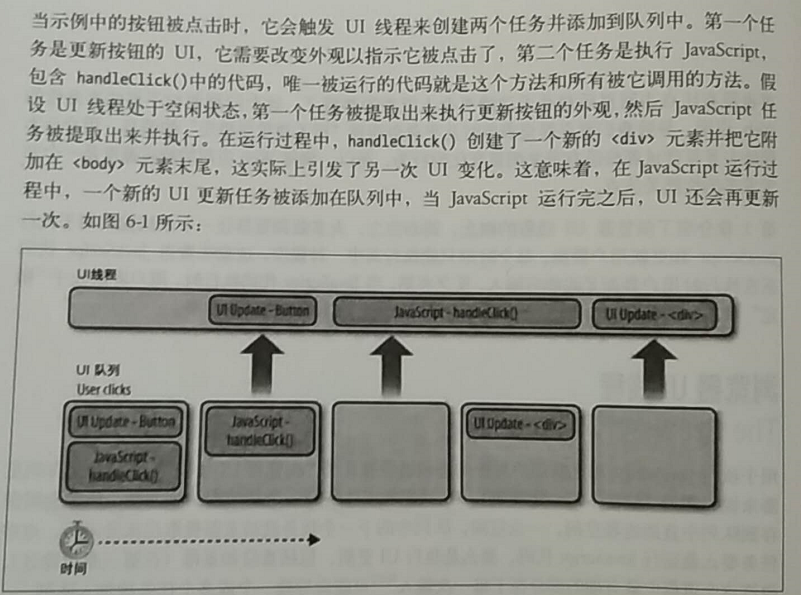 当示例中的按钮被点击时，它会触发 UI 线程来创建两个任务并添加到队列中。第一个任
务是更新按钮的 UI，它需要改变外观以指示它被点击了，第二个任务是执行 JavaScript，
包含 handleClick()中的代码，唯一被运行的代码就是这个方法和所有被它调用的方法。假
设 UI 线程处于空闲状态，第一个任务被提取出来执行更新按钮的外观，然后 JavaScript 任
务被提取出来并执行。在运行过程中，handleClick() 创建了一个新的 <div> 元素并把它附
加在 <body> 元素末尾，这实际上引发了另一次 UI 变化。这意味着，在 JavaScript 运行过
程中，一个新的 UI 更新任务被添加在队列中，当 JavaScript 运行完之后，UI 还会再更新
一次。如图 6-1 所示：
UI线程
UI Update - Button
JavaScript - handleClick()
UI Update - <div>
UI 队列
User clicks
UI Update - Button
JavaScript -
handleClick()
JavaScript -
handleClick()
UI Update - <div>
时间